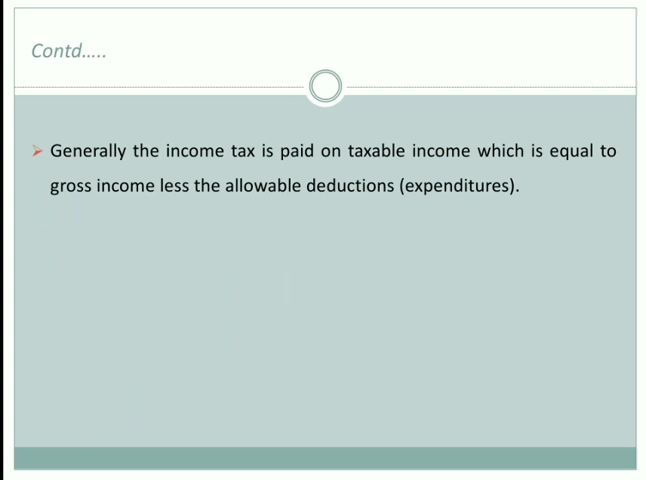 Contd.....
Generally the income tax is paid on taxable income which is equal to
gross income less the allowable deductions (expenditures).